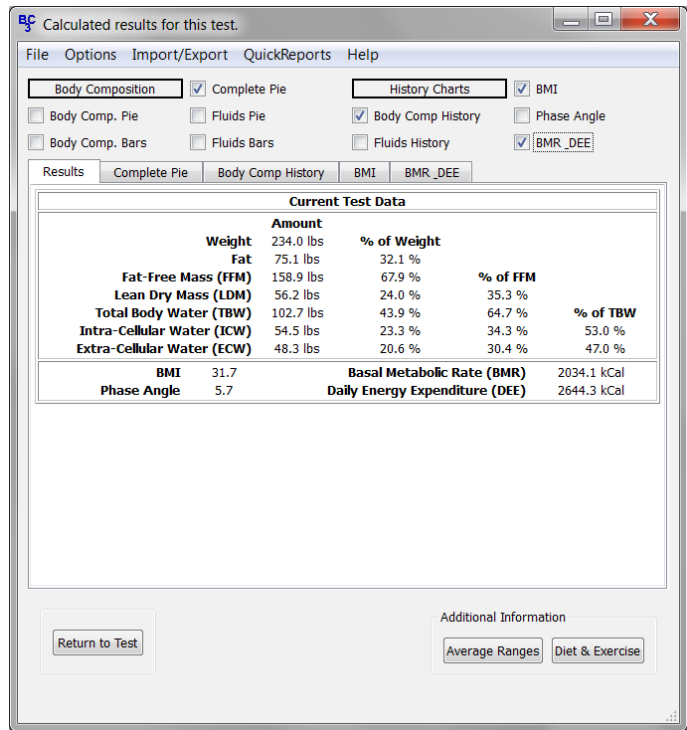 BC3 Calculated results for this test.
File Options Import/Export QuickReports Help
Body Composition Complete Pie History Charts BMI
Body Comp. Pie Fluids Pie Body Comp History Phase Angle
Body Comp. Bars Fluids Bars Fluids History BMR _DEE
Results Complete Pie Body Comp History BMI BMR _DEE
Current Test Data
Amount
Weight 234.0 lbs % of Weight
Fat 75.1 lbs 32.1 %
Fat-Free Mass (FFM) 158.9 lbs 67.9 % % of FFM
Lean Dry Mass (LDM) 56.2 lbs 24.0 % 35.3 %
Total Body Water (TBW) 102.7 lbs 43.9 % 64.7 % % of TBW
Intra-Cellular Water (ICW) 54.5 lbs 23.3 % 34.3 % 53.0 %
Extra-Cellular Water (ECW) 48.3 lbs 20.6 % 30.4 % 47.0 %
BMI 31.7 Basal Metabolic Rate (BMR) 2034.1 kCal
Phase Angle 5.7 Daily Energy Expenditure (DEE) 2644.3 kCal
Additional Information
Return to Test Average Ranges Diet & Exercise